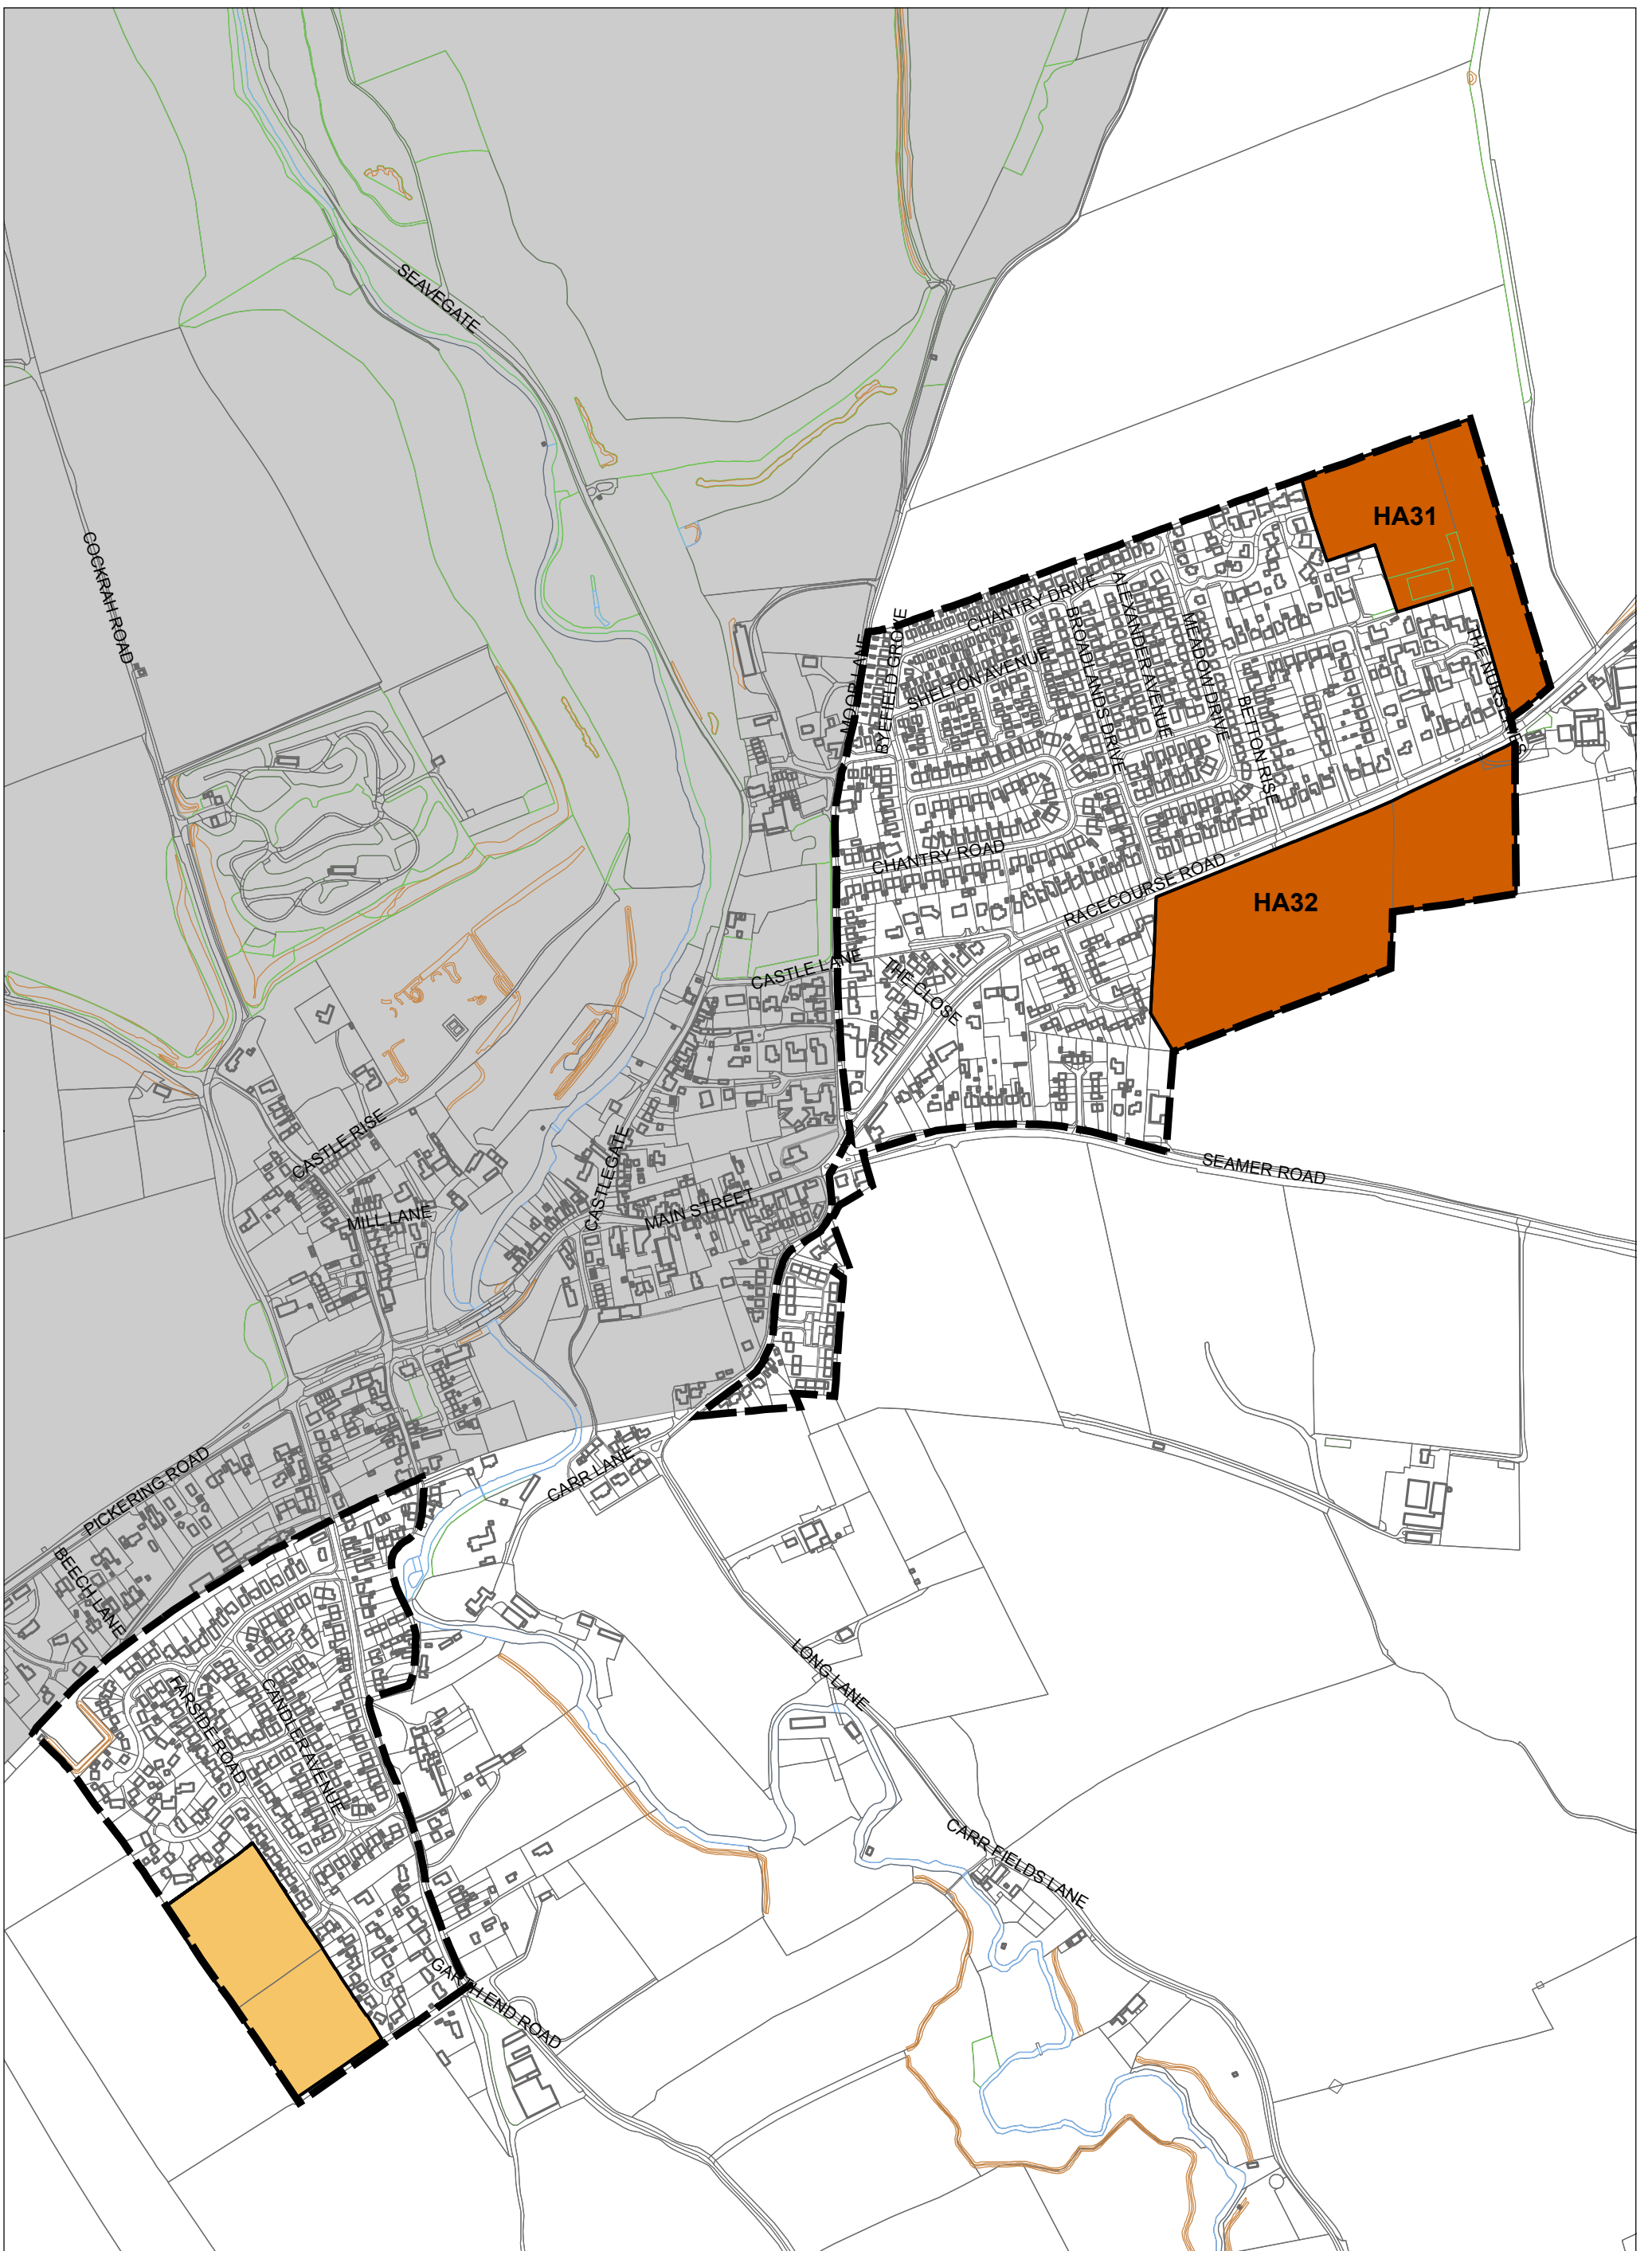 SEAVEGATE
COCKRAH ROAD
HA31
CHANTRY DRIVE
ALEXANDER AVENUE
BROADLANDS DRIVE
MEADOW DRIVE
MOOR LANE
BYEFIELD GROVE
SHELTON AVENUE
THE NURSERIES
BETTON RISE
CHANTRY ROAD
RACECOURSE ROAD
HA32
CASTLE LANE
THE CLOSE
CASTLE RISE
CASTLEGATE
SEAMER ROAD
MILL LANE
MAIN STREET
PICKERING ROAD
CARR LANE
BEECH LANE
LONG LANE
FARSIDE ROAD
CANDLER AVENUE
CARR FIELDS LANE
GARTH END ROAD